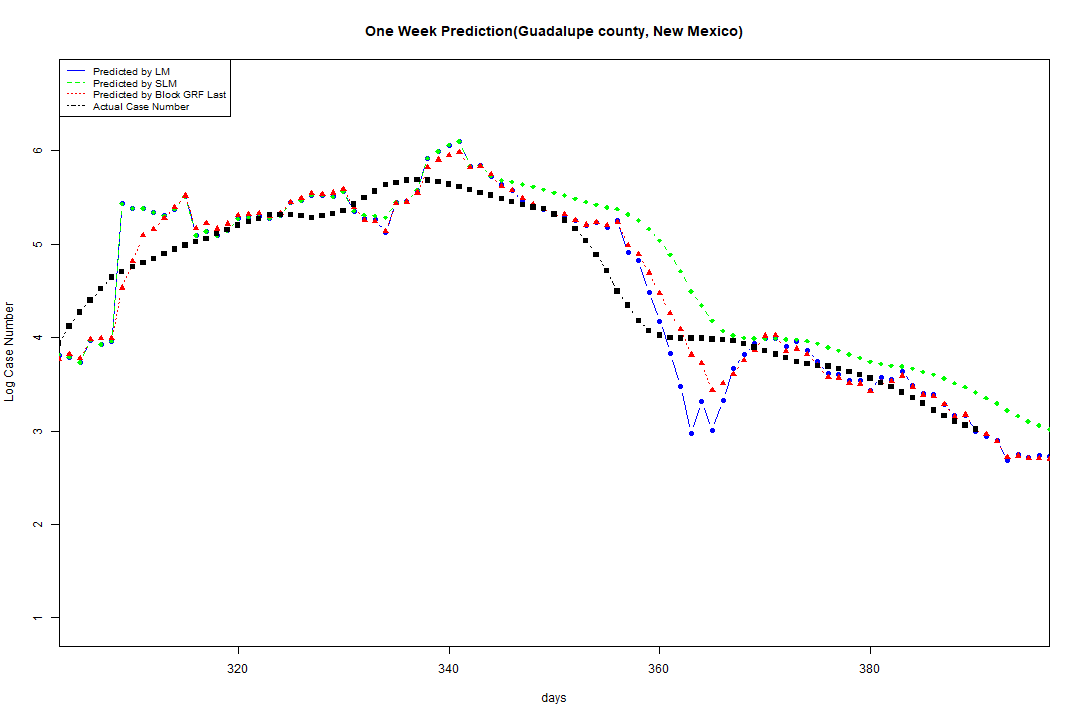 One Week Prediction(Guadalupe county, New Mexico)
Predicted by LM
Predicted by SLM
Predicted by Block GRF Last
Actual Case Number
Log Case Number
6
5
4
3
2
1
320 340 360 380
days